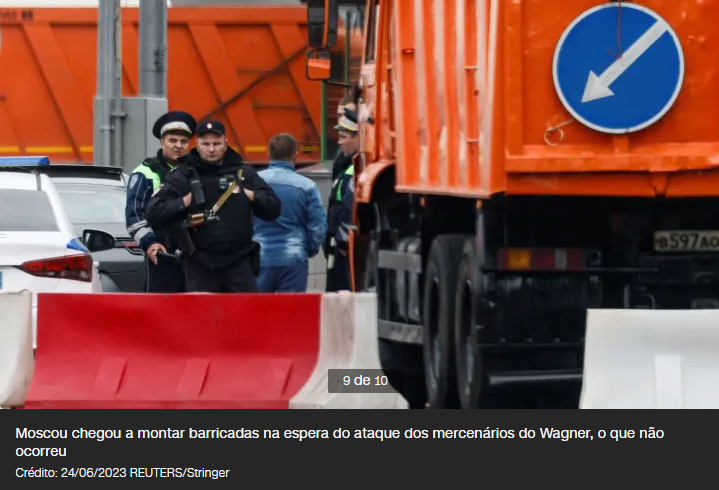 В597АО
9 de 10
Moscou chegou a montar barricadas na espera do ataque dos mercenários do Wagner, o que não
ocorreu
Crédito: 24/06/2023 REUTERS/Stringer